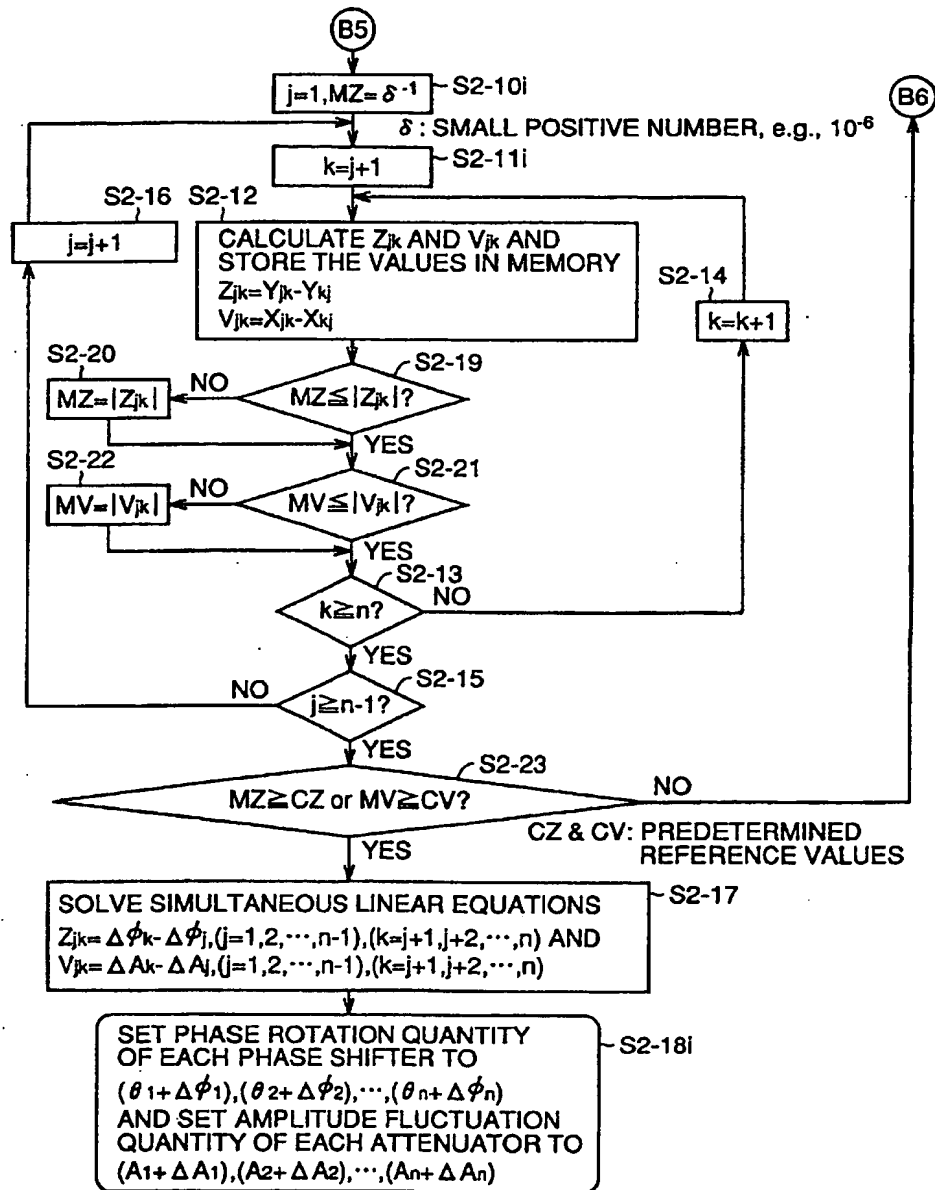 B5
j=1,MZ=δ⁻¹
S2-10i
B6
δ: SMALL POSITIVE NUMBER, e.g., 10⁻⁶
k=j+1
S2-11i
S2-16
j=j+1
S2-12
CALCULATE Zjk AND Vjk AND
STORE THE VALUES IN MEMORY
Zjk=Yjk-Ykj
Vjk=Xjk-Xkj
S2-14
k=k+1
S2-20
MZ=|Zjk|
NO
S2-19
MZ≦|Zjk|?
YES
S2-22
MV=|Vjk|
NO
S2-21
MV≦|Vjk|?
YES
S2-13
k≧n?
NO
YES
S2-15
NO
j≧n-1?
YES
S2-23
MZ≧CZ or MV≧CV?
NO
YES
CZ & CV: PREDETERMINED
REFERENCE VALUES
S2-17
SOLVE SIMULTANEOUS LINEAR EQUATIONS
Zjk=Δϕk-Δϕj,(j=1,2,⋯,n-1),(k=j+1,j+2,⋯,n) AND
Vjk=ΔAk-ΔAj,(j=1,2,⋯,n-1),(k=j+1,j+2,⋯,n)
S2-18i
SET PHASE ROTATION QUANTITY
OF EACH PHASE SHIFTER TO
(θ1+Δϕ1),(θ2+Δϕ2),⋯,(θn+Δϕn)
AND SET AMPLITUDE FLUCTUATION
QUANTITY OF EACH ATTENUATOR TO
(A1+ΔA1),(A2+ΔA2),⋯,(An+ΔAn)